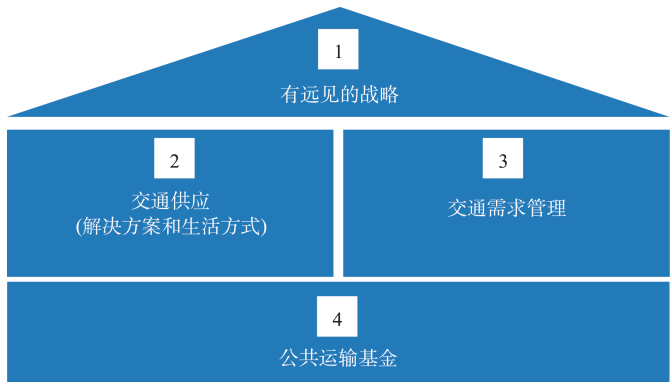 1
有远见的战略
2
交通供应
(解决方案和生活方式)
3
交通需求管理
4
公共运输基金